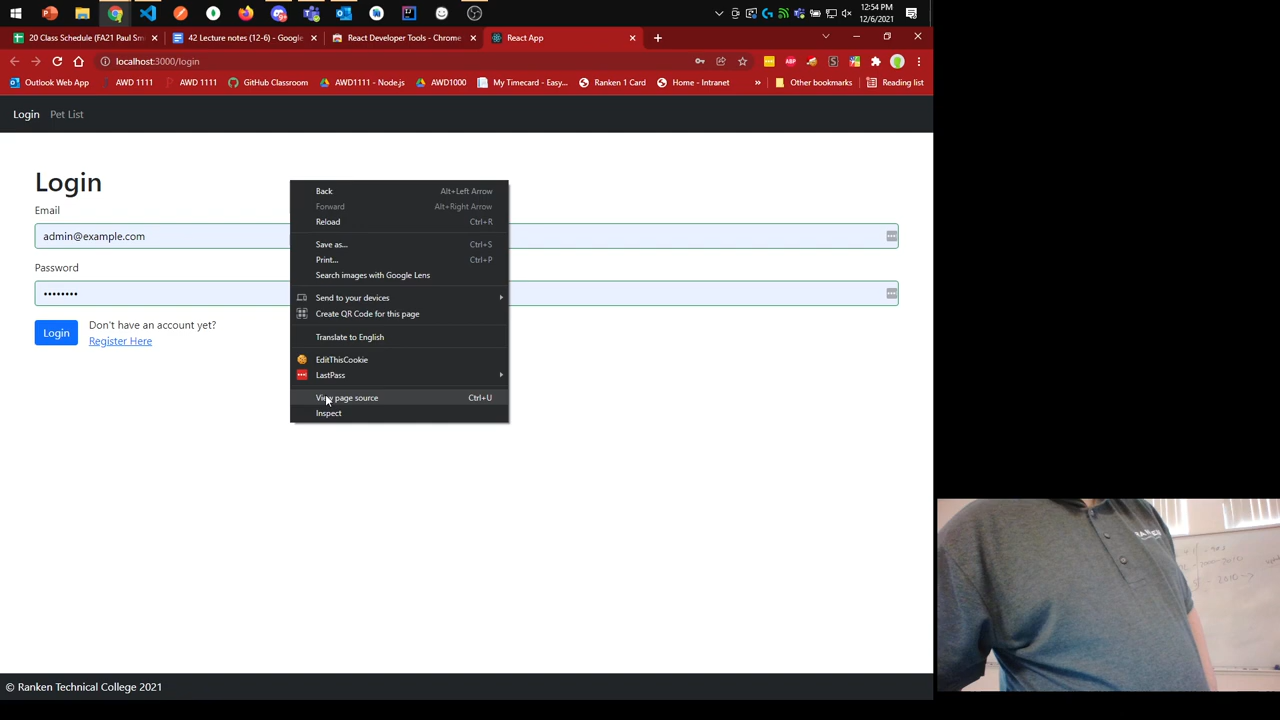 12:54 PM
12/6/2021
20 Class Schedule (FA21 Paul Sm
42 Lecture notes (12-6) - Google
React Developer Tools - Chrome
React App
localhost:3000/login
Outlook Web App
AWD 1111
AWD 1111
GitHub Classroom
AWD1111 - Node.js
AWD1000
My Timecard - Easy...
Ranken 1 Card
Home - Intranet
»
Other bookmarks
Reading list
Login
Pet List
Login
Email
admin@example.com
Password
••••••••
Login
Don't have an account yet?
Register Here
Back Alt+Left Arrow
Forward Alt+Right Arrow
Reload Ctrl+R
Save as... Ctrl+S
Print... Ctrl+P
Search images with Google Lens
Send to your devices
Create QR Code for this page
Translate to English
EditThisCookie
LastPass
View page source Ctrl+U
Inspect
© Ranken Technical College 2021